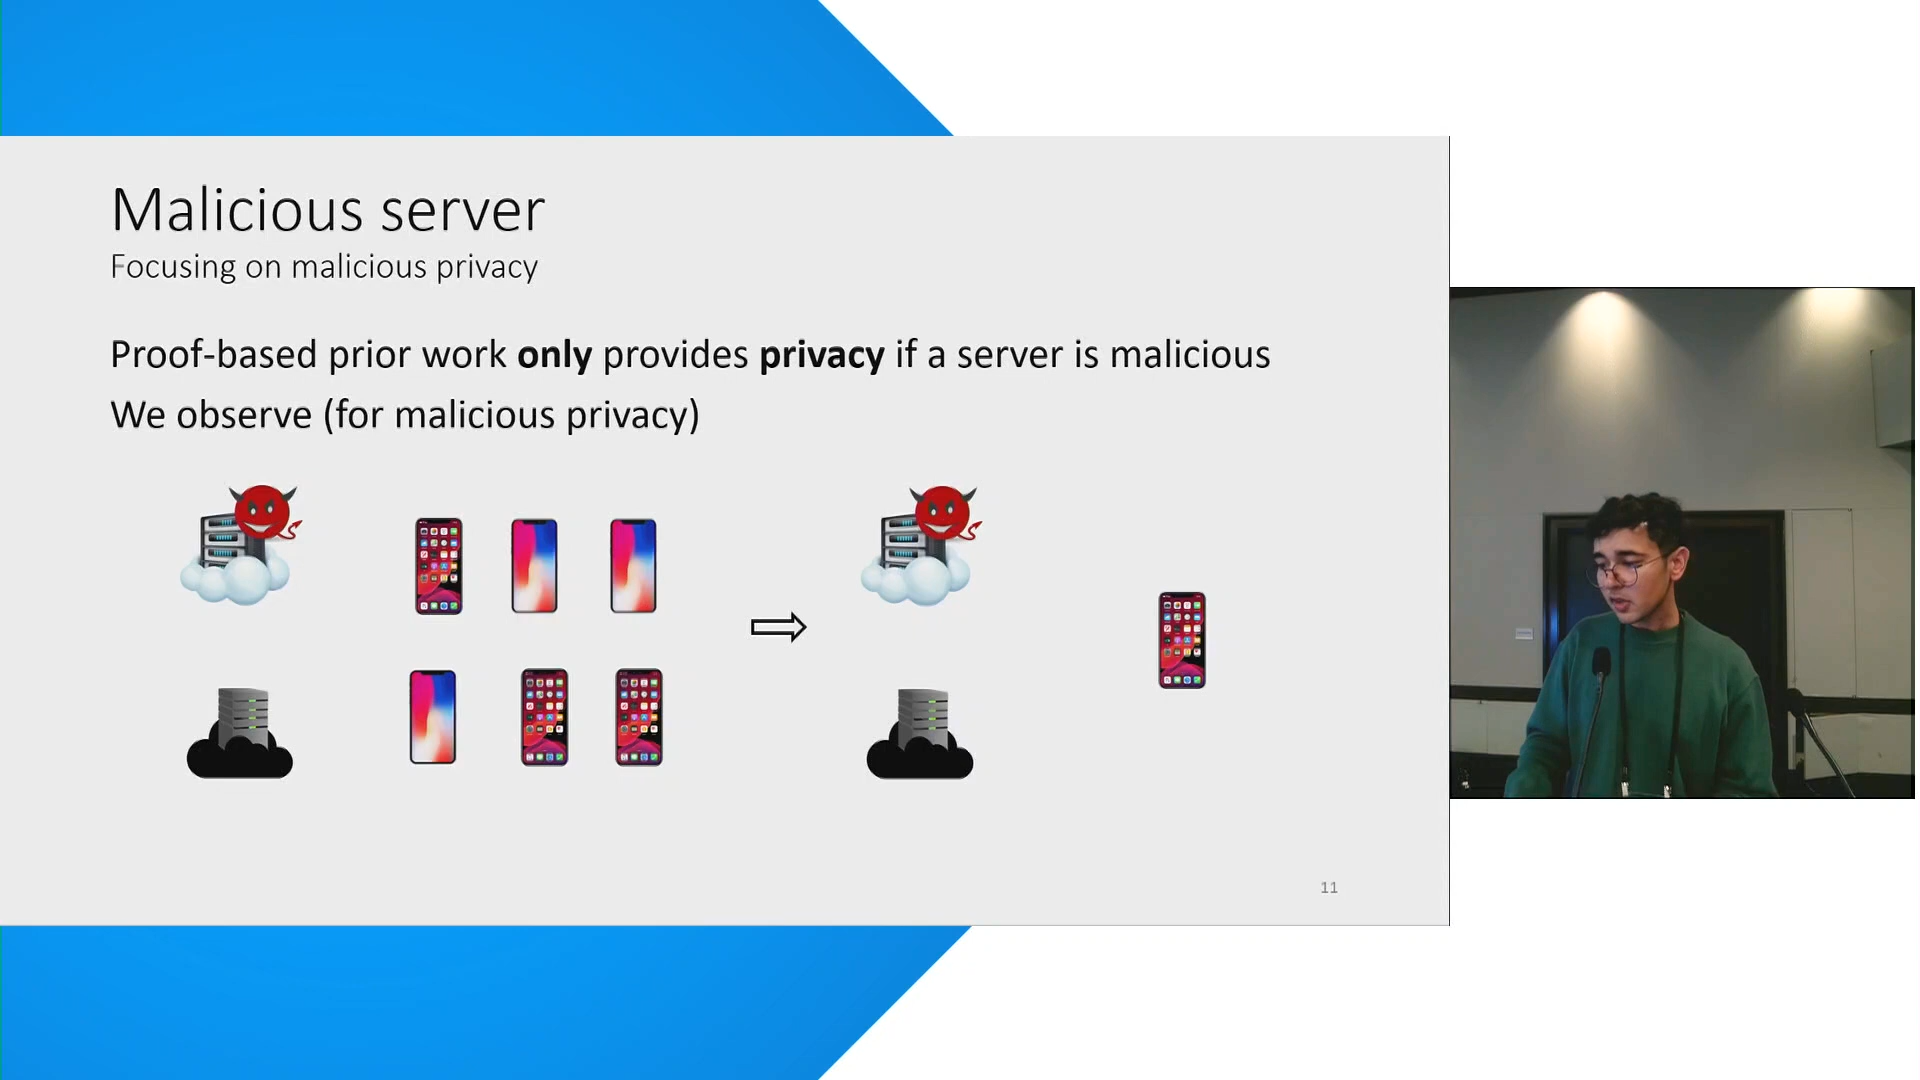 Malicious server
Focusing on malicious privacy
Proof-based prior work only provides privacy if a server is malicious
We observe (for malicious privacy)
11